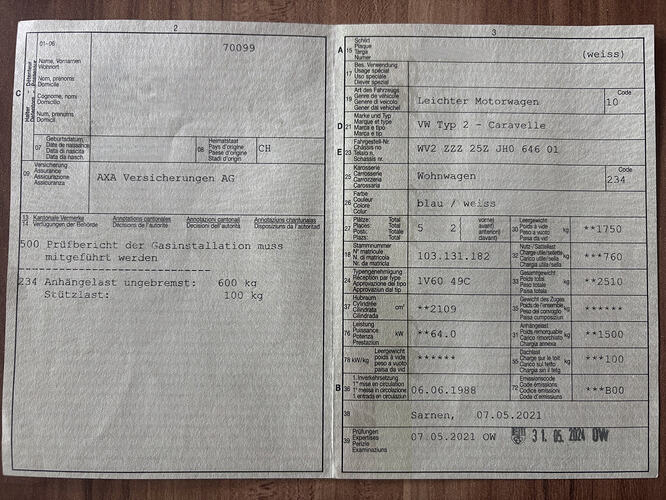 2
01-06
70099
C
Halter - Détenteur
Name, Vornamen
Wohnort
Nom, prénoms
Domicile
Cognome, nomi
Domicilio
Num, prenums
Domicil
07 Geburtsdatum
Date de naissance
Data di nascita
Data da nasch.
08 Heimatstaat
Pays d'origine
Paese d'origine
Stadi d'origin
CH
09 Versicherung
Assurance
Assicurazione
Assicuranza
AXA Versicherungen AG
13 Kantonale Vermerke Annotations cantonales Annotazioni cantonali Annotaziuns chantunalas
14 Verfügungen der Behörde Décisions de l'autorité Decisioni dell'autorità Disposiziuns da l'autoritad
500 Prüfbericht der Gasinstallation muss
mitgeführt werden
234 Anhängelast ungebremst: 600 kg
Stützlast: 100 kg
3
A 15 Schild
Plaque
Targa
Numer
(weiss)
17 Bes. Verwendung
Usage spécial
Uso speciale
Diever spezial
19 Art des Fahrzeugs
Genre de véhicule
Genere di veicolo
Gener dal vehichel
Leichter Motorwagen
Code
10
D 21 Marke und Typ
Marque et type
Marca e tipo
Marca e tip
VW Typ 2 - Caravelle
E 23 Fahrgestell-Nr.
Châssis no
Telaio n.
Schassis nr.
WV2 ZZZ 25Z JH0 646 01
25 Karosserie
Carrosserie
Carrozzeria
Carossaria
Wohnwagen
Code
234
26 Farbe
Couleur
Colore
Colur
blau / weiss
27 Plätze: Total
Places: Total
Posti: Totale
Plazs: Total
5 2
vorne)
avant)
anteriori)
davant)
30 Leergewicht
Poids à vide
Peso a vuoto
Paisa da vid
kg
**1750
18 Stammnummer
N° matricule
N. di matricola
Nr. da matricla
103.131.182
32 Nutz-/Sattellast
Charge utile/sellette
Carico utile/sella
Chargia utila/sella
kg
***760
24 Typengenehmigung
Réception par type
Approvazione del tipo
Approvaziun dal tip
1V60 49C
33 Gesamtgewicht
Poids total
Peso totale
Paisa totala
kg
**2510
37 Hubraum
Cylindrée
Cilindrata
Cilindrada
cm³
**2109
35 Gewicht des Zuges
Poids de l'ensemble
Peso del convoglio
Paisa cumposiziun
kg
******
76 Leistung
Puissance
Potenza
Prestaziun
kW
**64.0
31 Anhängelast
Poids remorquable
Carico rimorchiato
Chargia annexa
kg
**1500
78 kW/kg
Leergewicht
poids à vide
peso a vuoto
paisa da vid
******
55 Dachlast
Charge sur le toit
Carico sul tetto
Chargia sin il tetg
kg
***100
B 36 1. Inverkehrsetzung
1re mise en circulation
1a messa in circolazione
1. entrada en circulaziun
06.06.1988
72 Emissionscode
Code émissions
Codice emissioni
Code d'emissiuns
***B00
38
Sarnen, 07.05.2021
39 Prüfungen
Expertises
Perizie
Examinaziuns
07.05.2021 OW
31. 05. 2024 OW